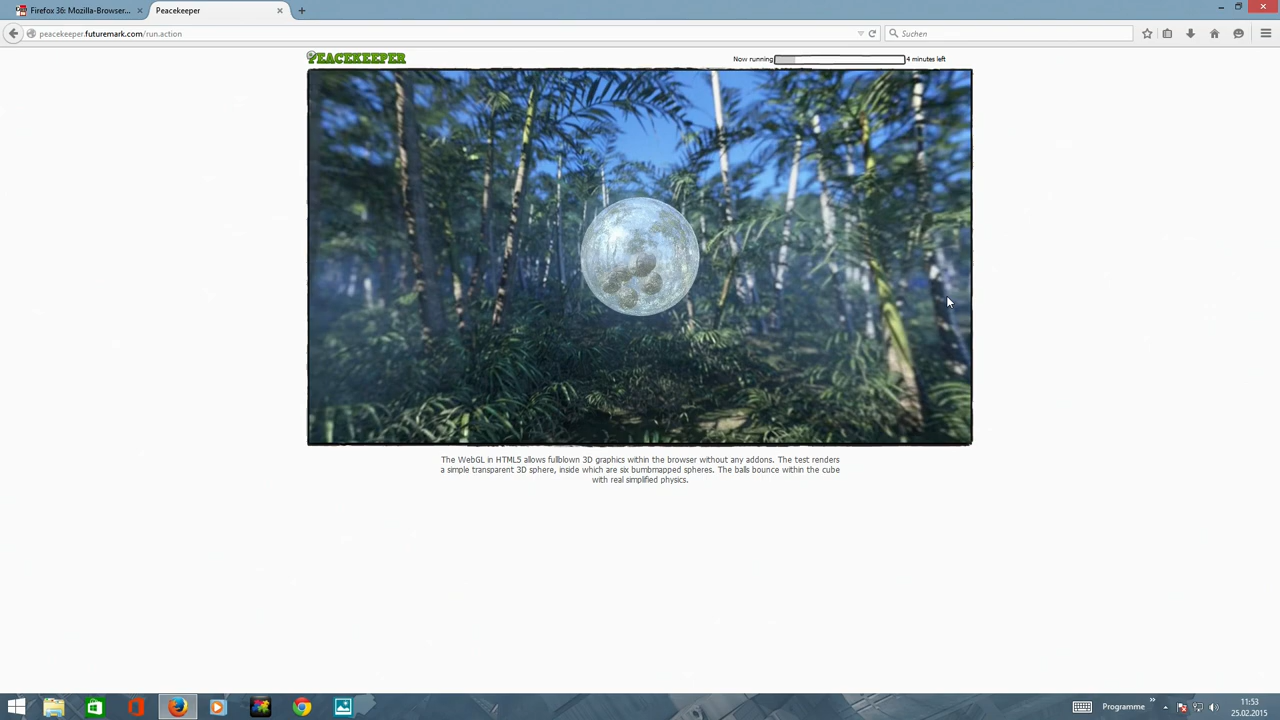 Firefox 36: Mozilla-Browser...
Peacekeeper
peacekeeper.futuremark.com/run.action
Suchen
PEACEKEEPER
Now running
4 minutes left
The WebGL in HTML5 allows fullblown 3D graphics within the browser without any addons. The test renders
a simple transparent 3D sphere, inside which are six bumbmapped spheres. The balls bounce within the cube
with real simplified physics.
Programme
11:53
25.02.2015